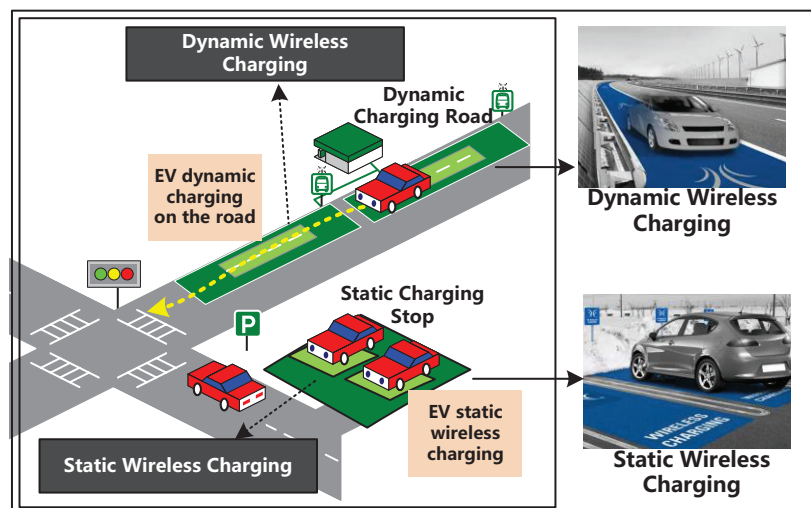 Dynamic Wireless
Charging
Dynamic
Charging Road
EV dynamic
charging
on the road
Dynamic Wireless
Charging
Static Charging
Stop
P
EV static
wireless
charging
Static Wireless Charging
WIRELESS
CHARGING
Static Wireless
Charging